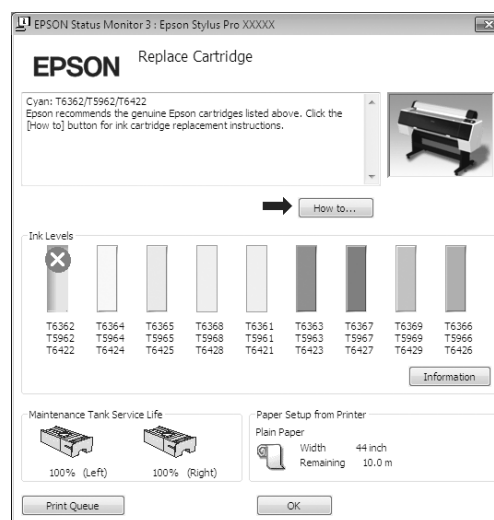 EPSON Status Monitor 3 : Epson Stylus Pro XXXXX
EPSON
Replace Cartridge
Cyan: T6362/T5962/T6422
Epson recommends the genuine Epson cartridges listed above. Click the
[How to] button for ink cartridge replacement instructions.
How to...
Ink Levels
T6362 T6364 T6365 T6368 T6361 T6363 T6367 T6369 T6366
T5962 T5964 T5965 T5968 T5961 T5963 T5967 T5969 T5966
T6422 T6424 T6425 T6428 T6421 T6423 T6427 T6429 T6426
Information
Maintenance Tank Service Life
100% (Left) 100% (Right)
Paper Setup from Printer
Plain Paper
Width 44 inch
Remaining 10.0 m
Print Queue
OK